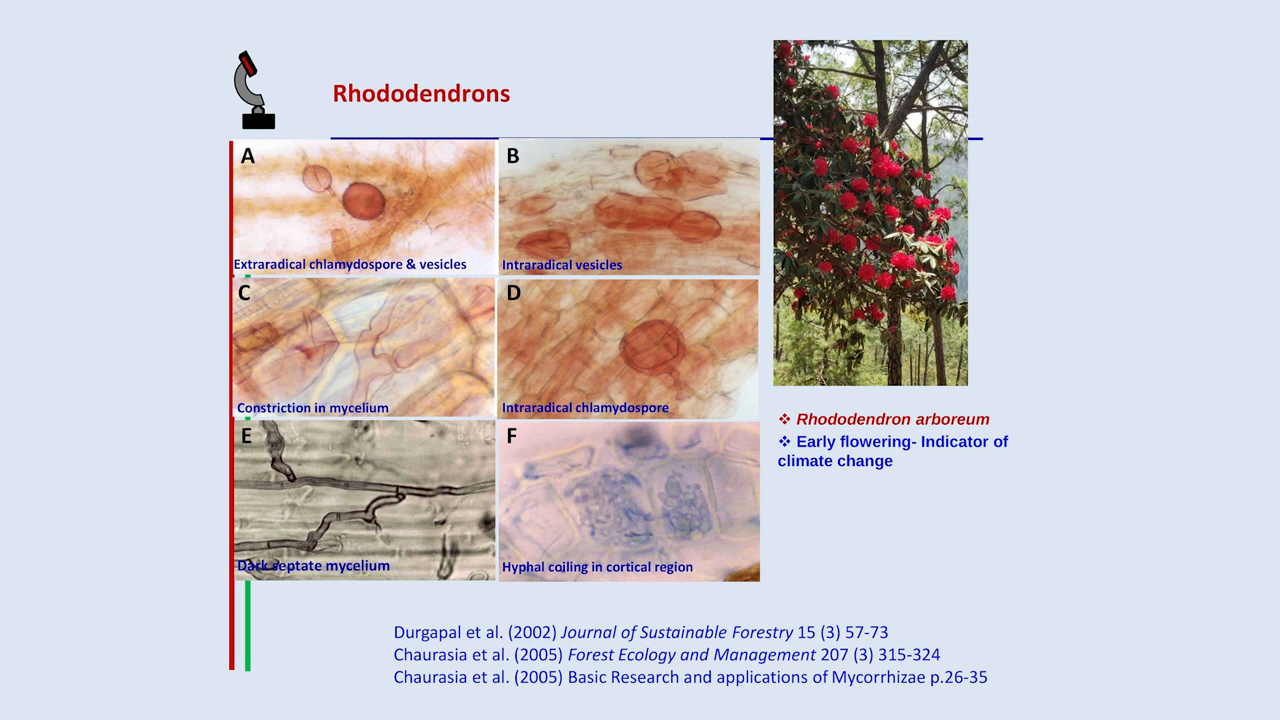 Rhododendrons
A
B
Extraradical chlamydospore & vesicles
Intraradical vesicles
C
D
Constriction in mycelium
Intraradical chlamydospore
E
F
Dark septate mycelium
Hyphal coiling in cortical region
❖ Rhododendron arboreum
❖ Early flowering- Indicator of
climate change
Durgapal et al. (2002) Journal of Sustainable Forestry 15 (3) 57-73
Chaurasia et al. (2005) Forest Ecology and Management 207 (3) 315-324
Chaurasia et al. (2005) Basic Research and applications of Mycorrhizae p.26-35